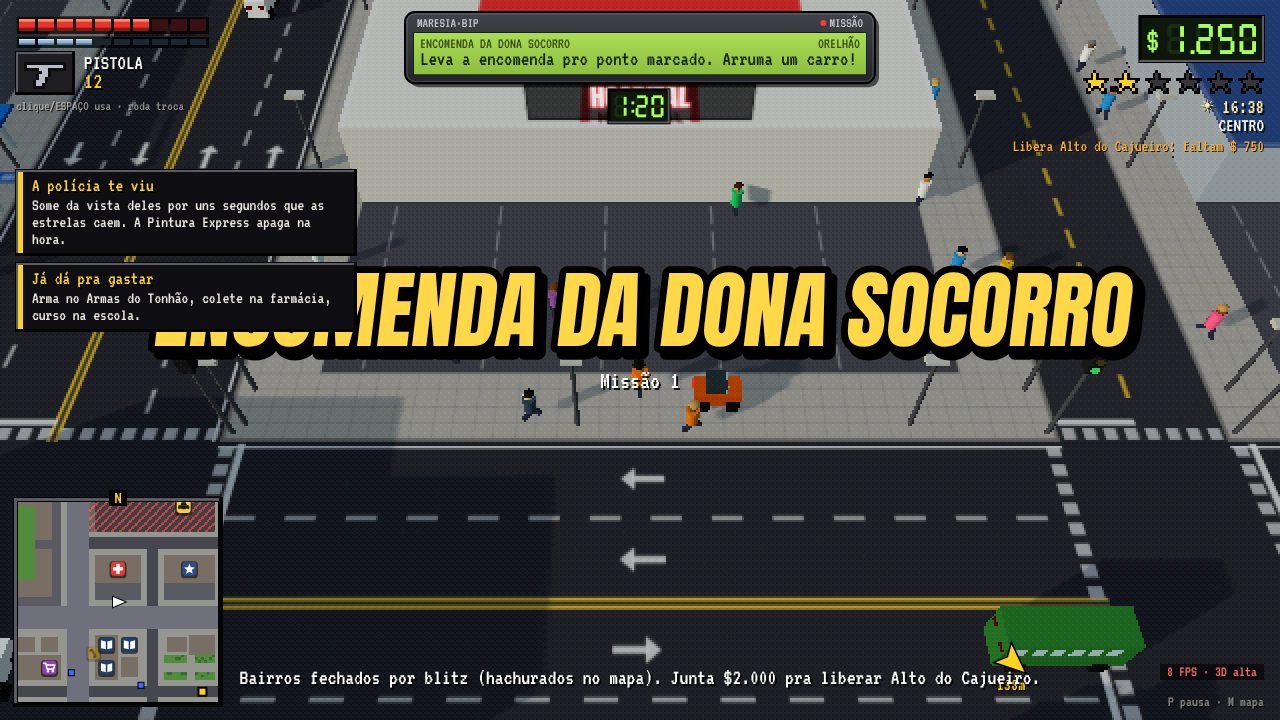 MARESIA·BIP
MISSÃO
ENCOMENDA DA DONA SOCORRO
ORELHÃO
Leva a encomenda pro ponto marcado. Arruma um carro!
1:20
$ 1.250
PISTOLA
12
clique/ESPAÇO usa · roda troca
16:38
CENTRO
Libera Alto do Cajueiro: faltam $ 750
A polícia te viu
Some da vista deles por uns segundos que as
estrelas caem. A Pintura Express apaga na
hora.
Já dá pra gastar
Arma no Armas do Tonhão, colete na farmácia,
curso na escola.
ENCOMENDA DA DONA SOCORRO
Missão 1
N
Bairros fechados por blitz (hachurados no mapa). Junta $2.000 pra liberar Alto do Cajueiro.
8 FPS · 3D alta
P pausa · M mapa